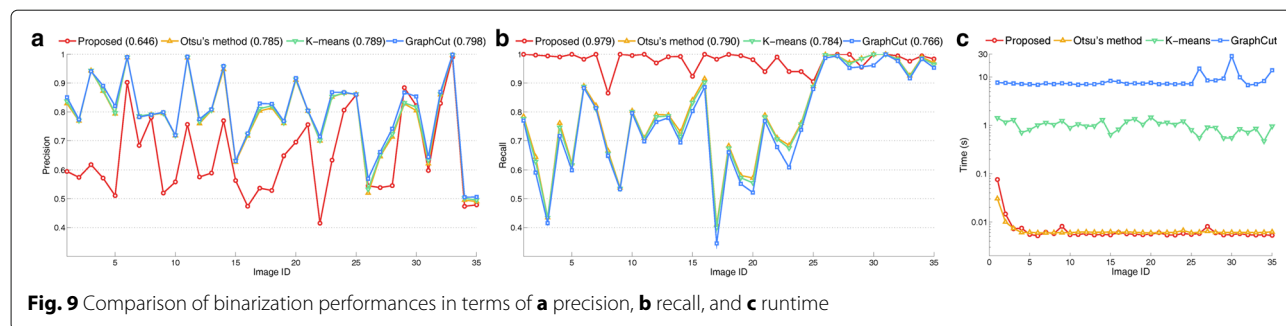 a
Proposed (0.646) Otsu's method (0.785) K−means (0.789) GraphCut (0.798)
1
0.9
0.8
0.7
0.6
0.5
0.4
Precision
5 10 15 20 25 30 35
Image ID
b
Proposed (0.979) Otsu's method (0.790) K−means (0.784) GraphCut (0.766)
1
0.9
0.8
0.7
0.6
0.5
0.4
Recall
5 10 15 20 25 30 35
Image ID
c
Proposed Otsu's method K−means GraphCut
30
10
1
0.1
0.01
Time (s)
0 5 10 15 20 25 30 35
Image ID
Fig. 9 Comparison of binarization performances in terms of a precision, b recall, and c runtime